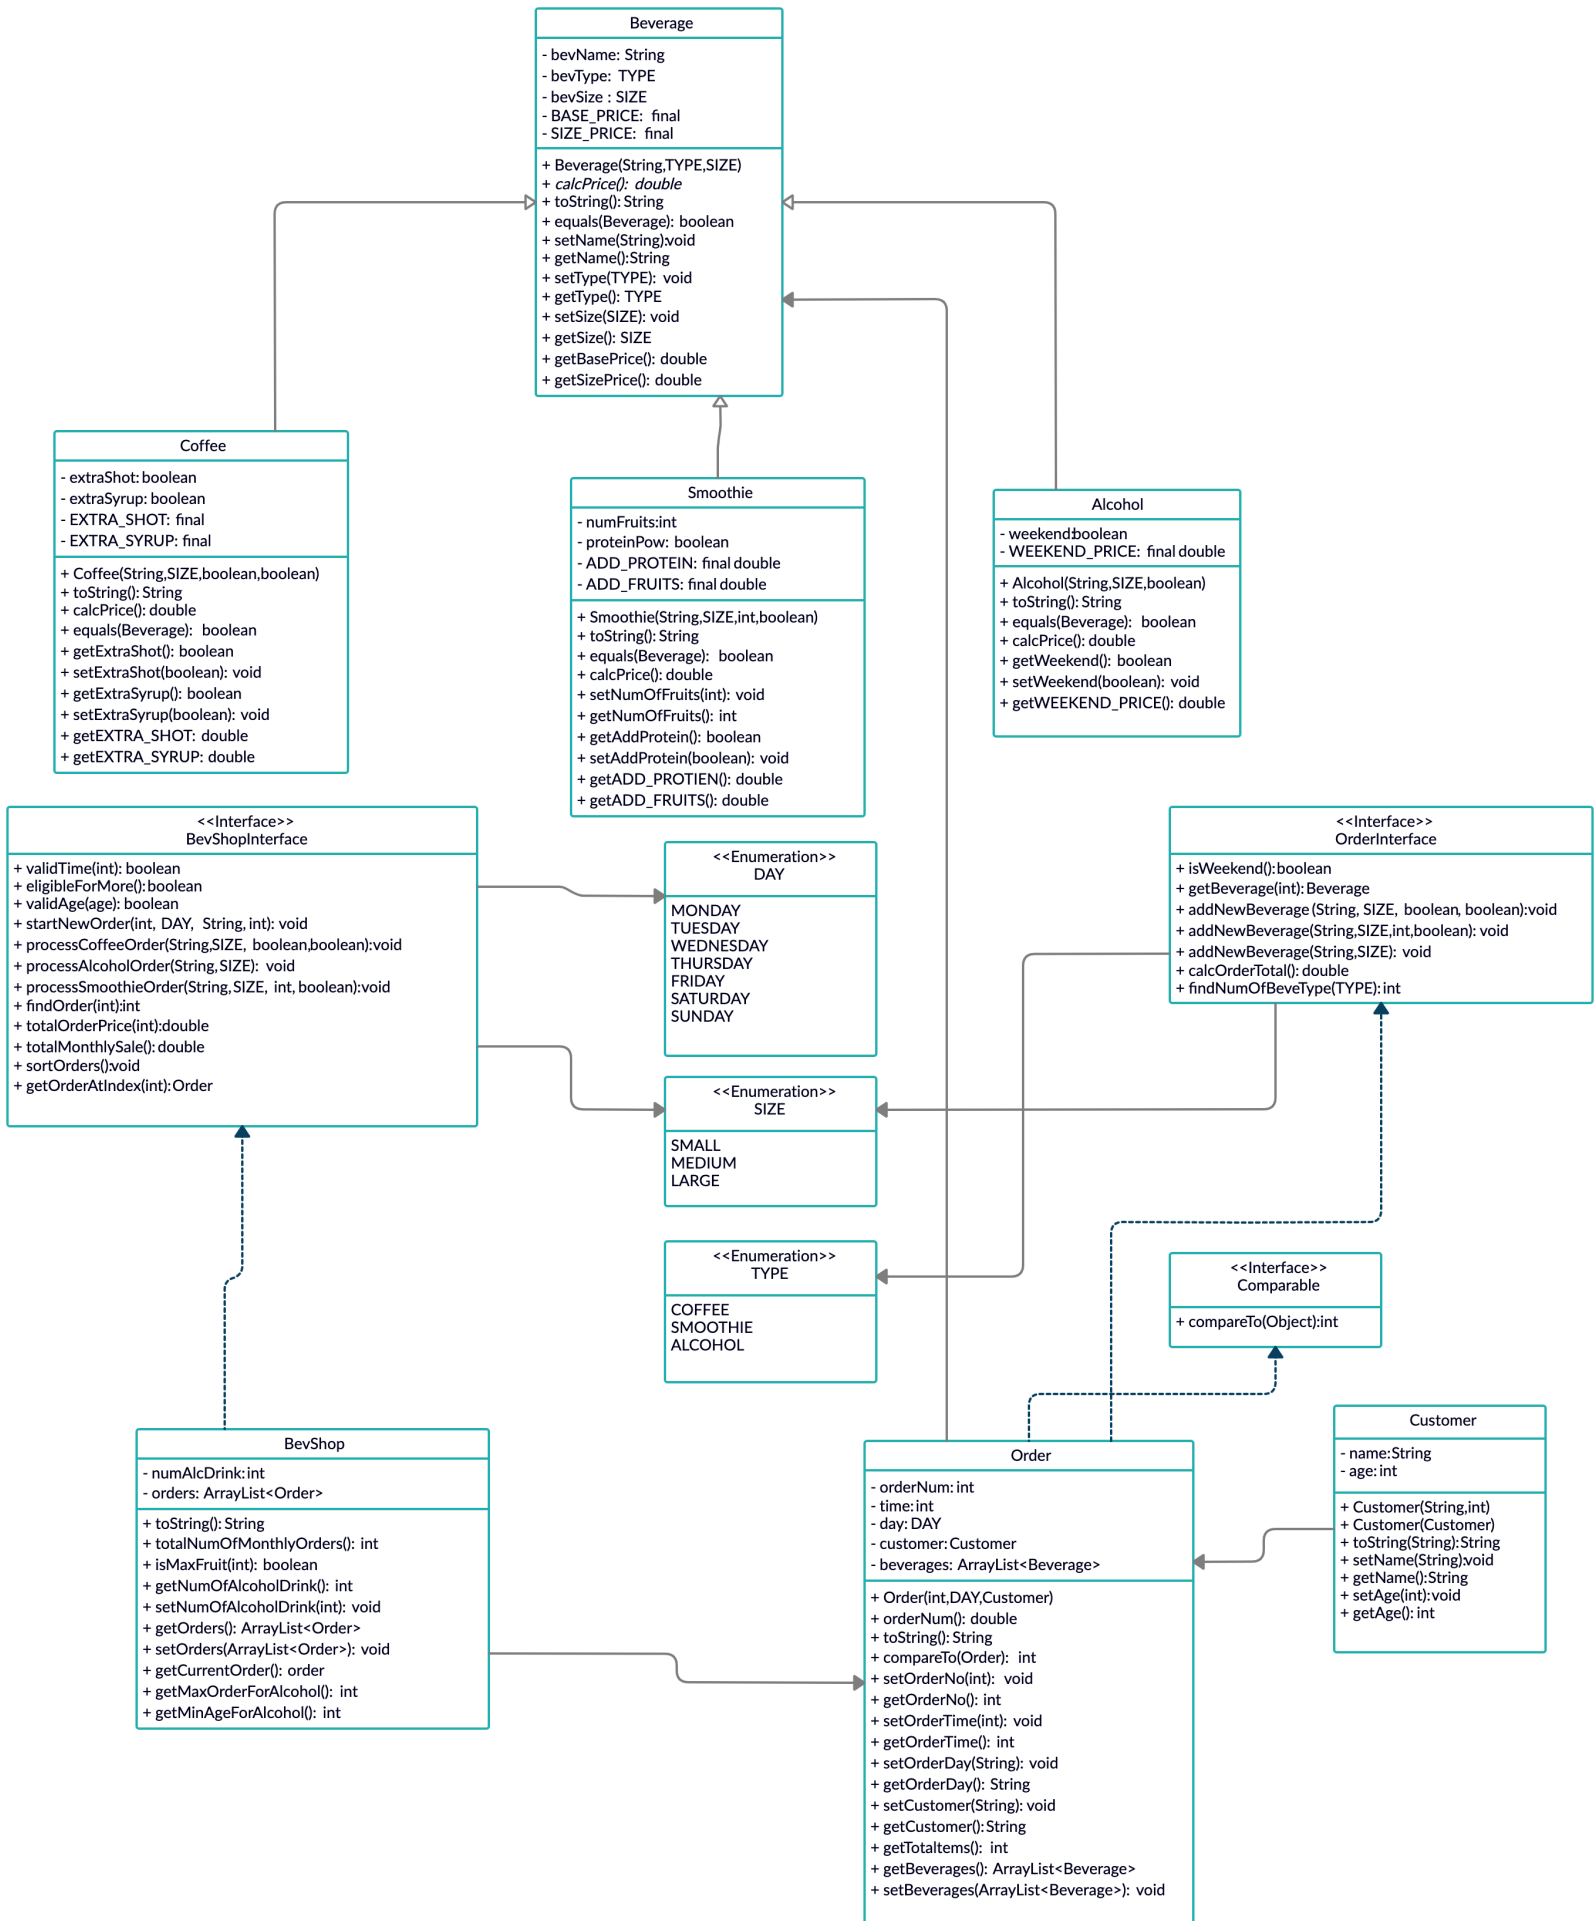 Beverage
- bevName: String
- bevType: TYPE
- bevSize : SIZE
- BASE_PRICE: final
- SIZE_PRICE: final
+ Beverage(String,TYPE,SIZE)
+ calcPrice(): double
+ toString(): String
+ equals(Beverage): boolean
+ setName(String):void
+ getName():String
+ setType(TYPE): void
+ getType(): TYPE
+ setSize(SIZE): void
+ getSize(): SIZE
+ getBasePrice(): double
+ getSizePrice(): double
Coffee
- extraShot: boolean
- extraSyrup: boolean
- EXTRA_SHOT: final
- EXTRA_SYRUP: final
+ Coffee(String,SIZE,boolean,boolean)
+ toString(): String
+ calcPrice(): double
+ equals(Beverage): boolean
+ getExtraShot(): boolean
+ setExtraShot(boolean): void
+ getExtraSyrup(): boolean
+ setExtraSyrup(boolean): void
+ getEXTRA_SHOT: double
+ getEXTRA_SYRUP: double
Smoothie
- numFruits:int
- proteinPow: boolean
- ADD_PROTEIN: final double
- ADD_FRUITS: final double
+ Smoothie(String,SIZE,int,boolean)
+ toString(): String
+ equals(Beverage): boolean
+ calcPrice(): double
+ setNumOfFruits(int): void
+ getNumOfFruits(): int
+ getAddProtein(): boolean
+ setAddProtein(boolean): void
+ getADD_PROTIEN(): double
+ getADD_FRUITS(): double
Alcohol
- weekend:boolean
- WEEKEND_PRICE: final double
+ Alcohol(String,SIZE,boolean)
+ toString(): String
+ equals(Beverage): boolean
+ calcPrice(): double
+ getWeekend(): boolean
+ setWeekend(boolean): void
+ getWEEKEND_PRICE(): double
<<Interface>>
BevShopInterface
+ validTime(int): boolean
+ eligibleForMore():boolean
+ validAge(age): boolean
+ startNewOrder(int, DAY, String, int): void
+ processCoffeeOrder(String,SIZE, boolean,boolean):void
+ processAlcoholOrder(String,SIZE): void
+ processSmoothieOrder(String,SIZE, int, boolean):void
+ findOrder(int):int
+ totalOrderPrice(int):double
+ totalMonthlySale(): double
+ sortOrders():void
+ getOrderAtIndex(int): Order
<<Enumeration>>
DAY
MONDAY
TUESDAY
WEDNESDAY
THURSDAY
FRIDAY
SATURDAY
SUNDAY
<<Interface>>
OrderInterface
+ isWeekend():boolean
+ getBeverage(int): Beverage
+ addNewBeverage (String, SIZE, boolean, boolean):void
+ addNewBeverage(String,SIZE,int,boolean): void
+ addNewBeverage(String,SIZE): void
+ calcOrderTotal(): double
+ findNumOfBeveType(TYPE): int
<<Enumeration>>
SIZE
SMALL
MEDIUM
LARGE
<<Enumeration>>
TYPE
COFFEE
SMOOTHIE
ALCOHOL
<<Interface>>
Comparable
+ compareTo(Object):int
BevShop
- numAlcDrink: int
- orders: ArrayList<Order>
+ toString(): String
+ totalNumOfMonthlyOrders(): int
+ isMaxFruit(int): boolean
+ getNumOfAlcoholDrink(): int
+ setNumOfAlcoholDrink(int): void
+ getOrders(): ArrayList<Order>
+ setOrders(ArrayList<Order>): void
+ getCurrentOrder(): order
+ getMaxOrderForAlcohol(): int
+ getMinAgeForAlcohol(): int
Order
- orderNum: int
- time: int
- day: DAY
- customer: Customer
- beverages: ArrayList<Beverage>
+ Order(int,DAY,Customer)
+ orderNum(): double
+ toString(): String
+ compareTo(Order): int
+ setOrderNo(int): void
+ getOrderNo(): int
+ setOrderTime(int): void
+ getOrderTime(): int
+ setOrderDay(String): void
+ getOrderDay(): String
+ setCustomer(String): void
+ getCustomer(): String
+ getTotaltems(): int
+ getBeverages(): ArrayList<Beverage>
+ setBeverages(ArrayList<Beverage>): void
Customer
- name:String
- age: int
+ Customer(String,int)
+ Customer(Customer)
+ toString(String): String
+ setName(String):void
+ getName():String
+ setAge(int): void
+ getAge(): int